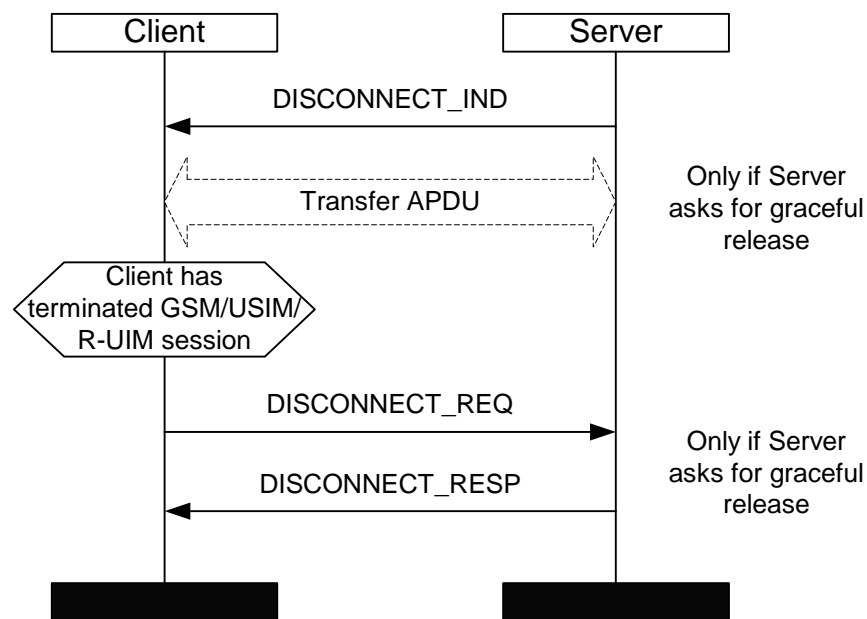 Client
Server
DISCONNECT_IND
Transfer APDU
Only if Server
asks for graceful
release
Client has
terminated GSM/USIM/
R-UIM session
DISCONNECT_REQ
DISCONNECT_RESP
Only if Server
asks for graceful
release